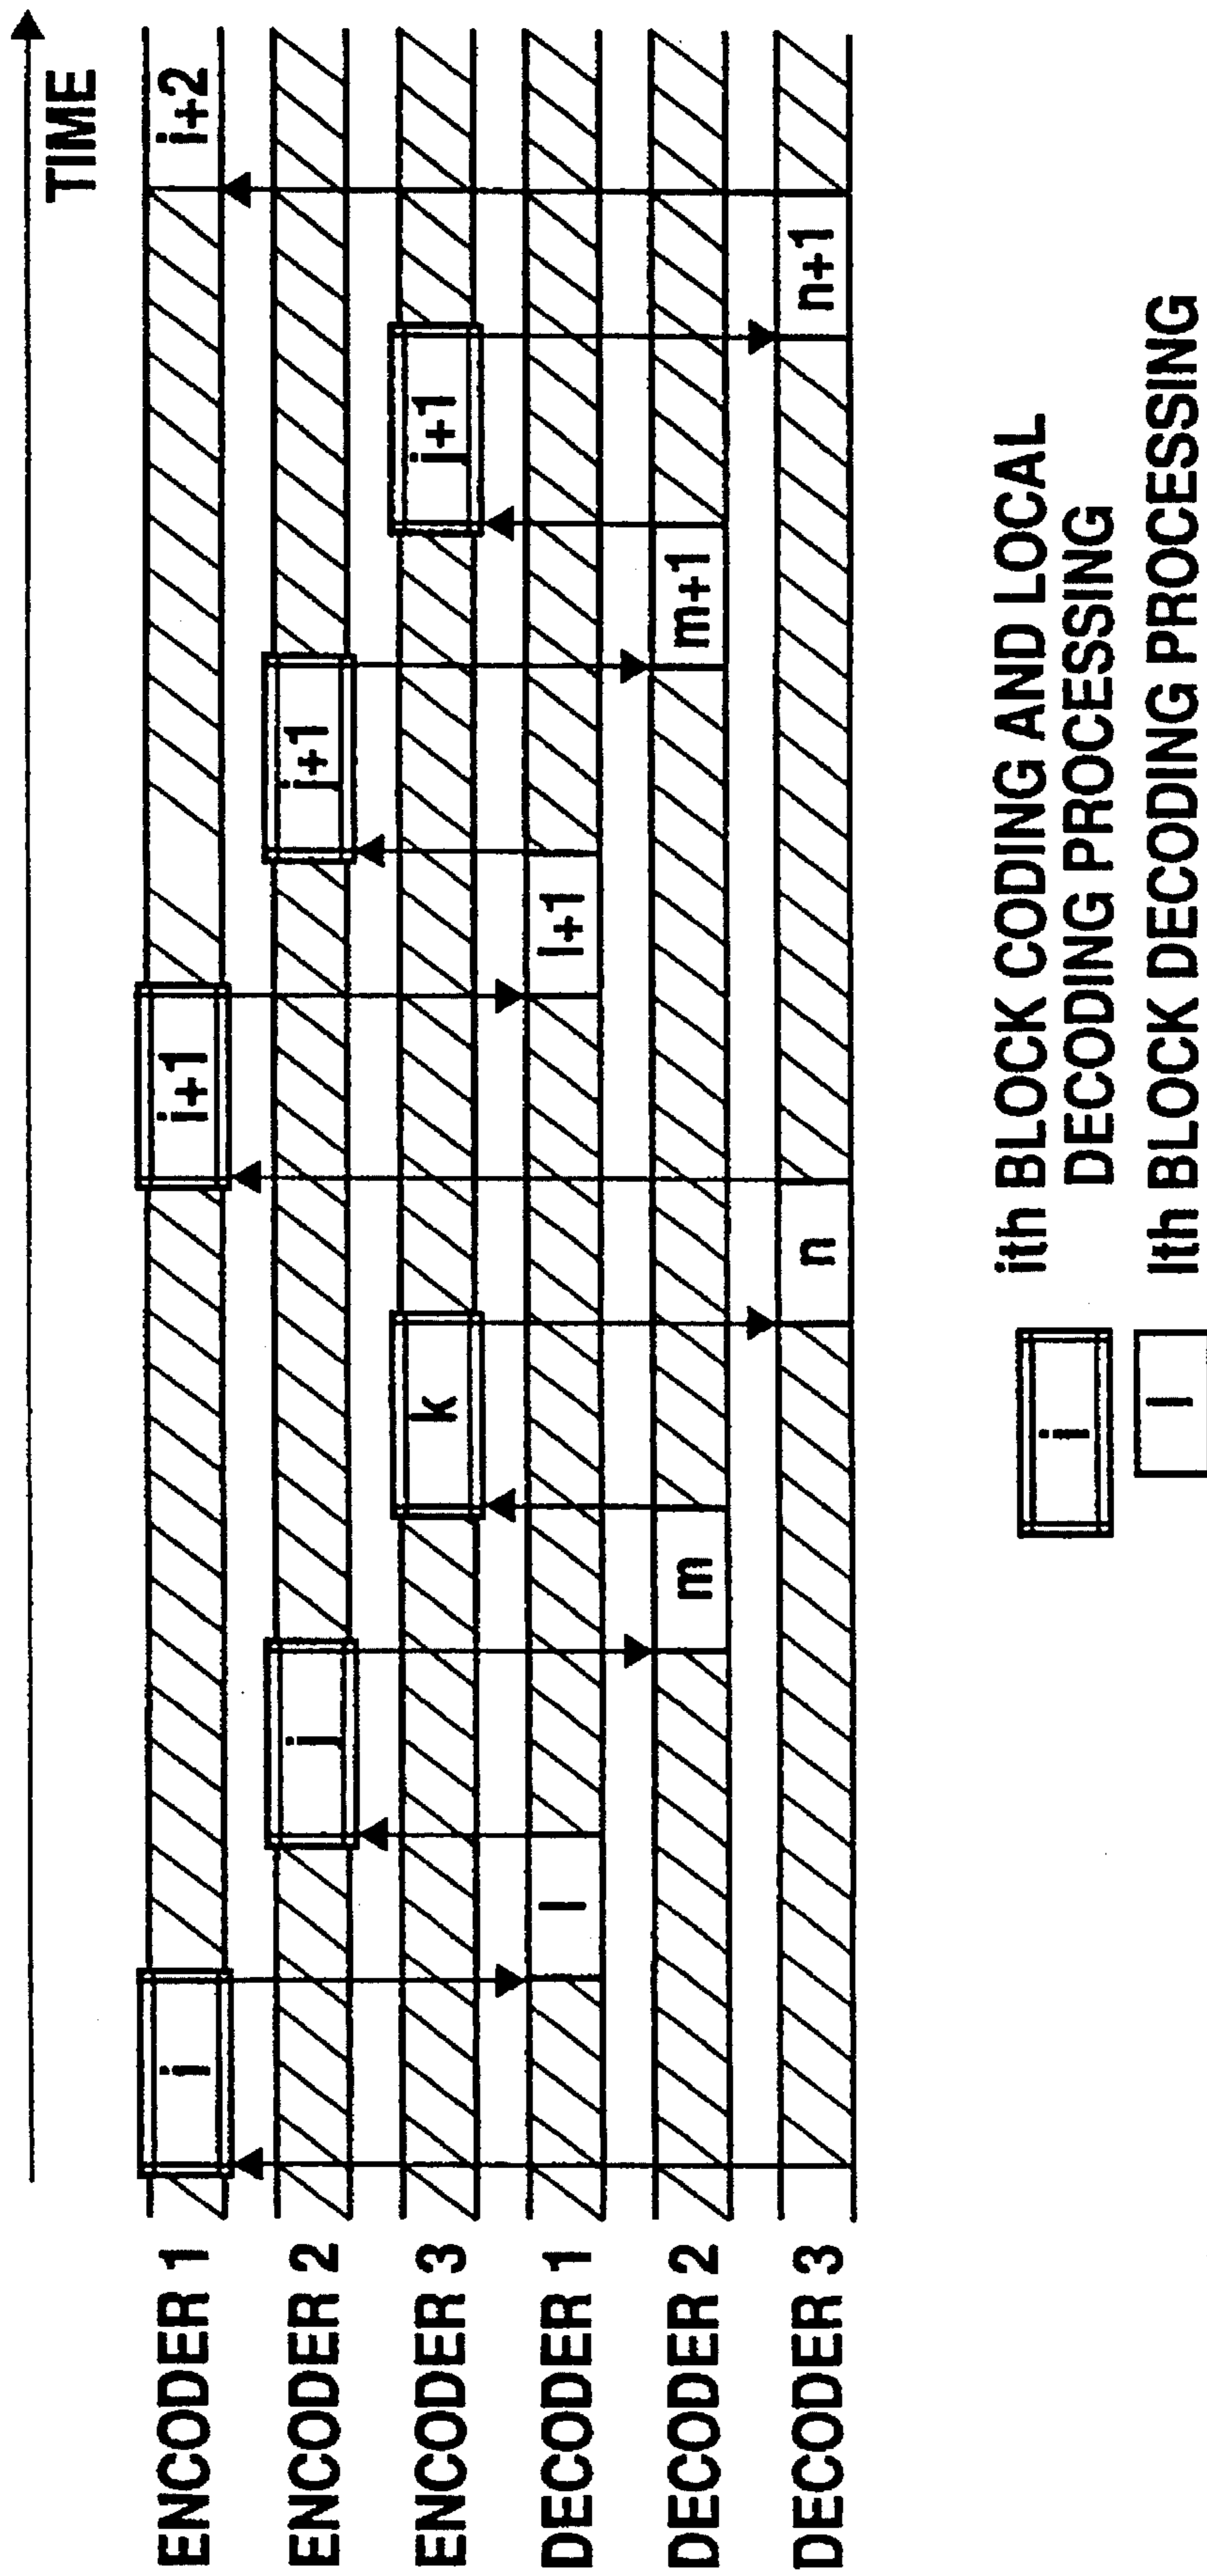 TIME
ENCODER 1 i i+1 i+2
ENCODER 2 j j+1
ENCODER 3 k j+1
DECODER 1 l l+1
DECODER 2 m m+1
DECODER 3 n n+1
i ith BLOCK CODING AND LOCAL
DECODING PROCESSING
l lth BLOCK DECODING PROCESSING